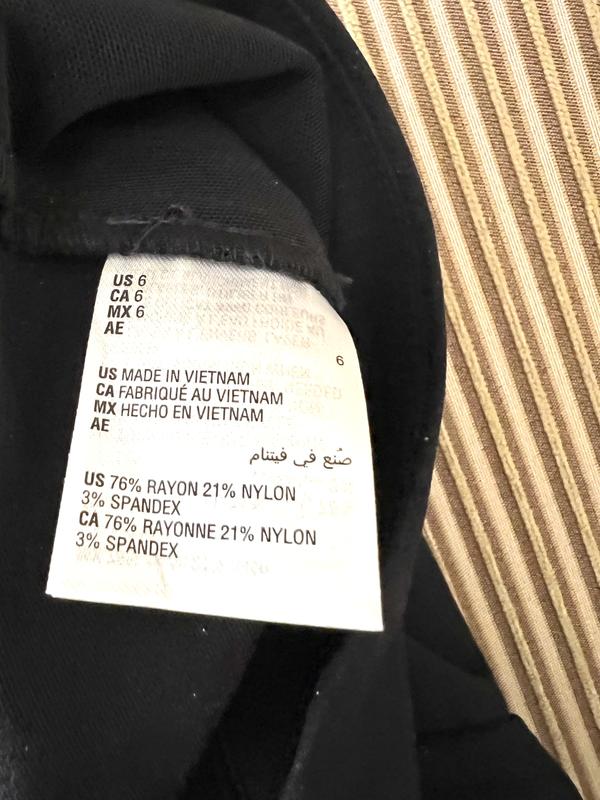 US 6
CA 6
MX 6
AE
6
US MADE IN VIETNAM
CA FABRIQUÉ AU VIETNAM
MX HECHO EN VIETNAM
AE
صُنع في فيتنام
US 76% RAYON 21% NYLON
3% SPANDEX
CA 76% RAYONNE 21% NYLON
3% SPANDEX